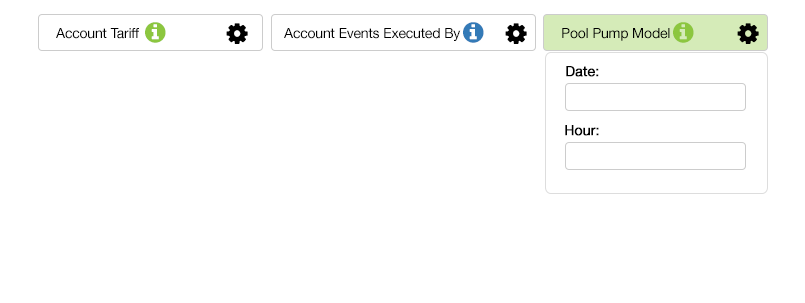 Account Tariff
Account Events Executed By
Pool Pump Model
Date:
Hour: